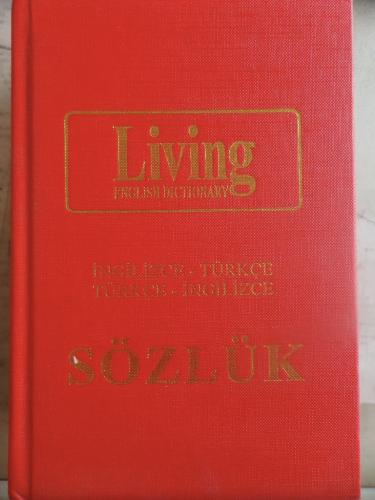 Living
ENGLISH DICTIONARY
İNGİLİZCE - TÜRKÇE
TÜRKÇE - İNGİLİZCE
SÖZLÜK